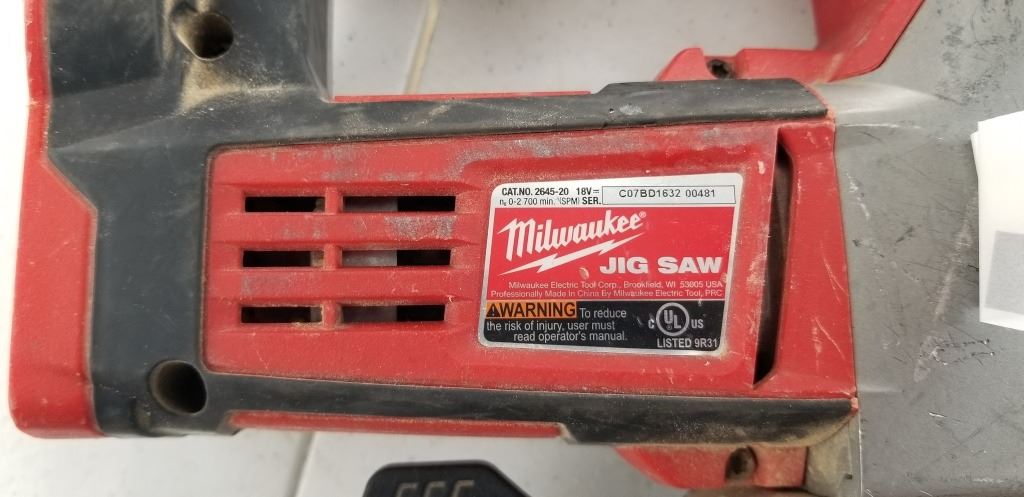 CAT.NO. 2645-20 18V⎓
n₀ 0-2 700 min. (SPM) SER. C07BD1632 00481
Milwaukee®
JIG SAW
Milwaukee Electric Tool Corp., Brookfield, WI 53005 USA
Professionally Made in China By Milwaukee Electric Tool, PRC
WARNING To reduce
the risk of injury, user must
read operator's manual.
C UL US
LISTED 9R31